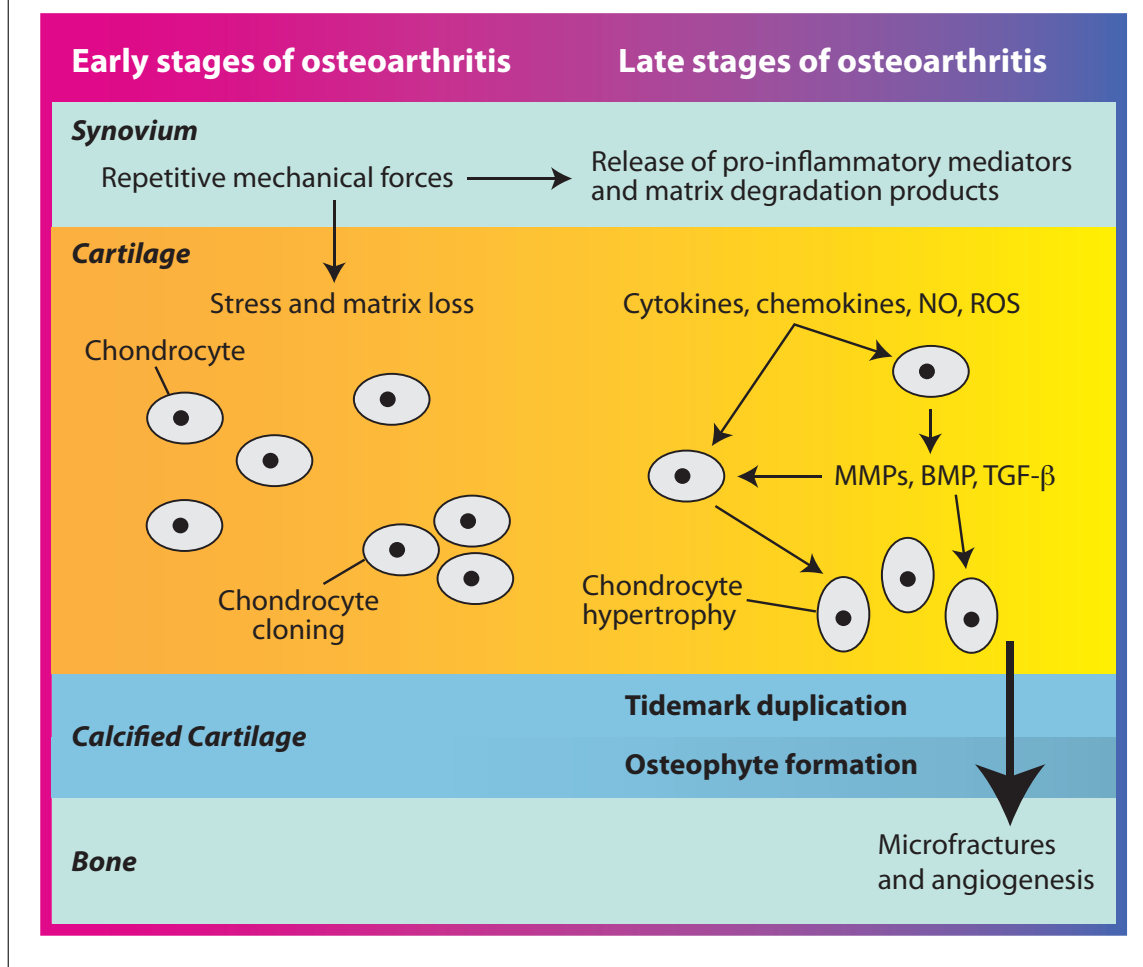 Early stages of osteoarthritis
Late stages of osteoarthritis
Synovium
Repetitive mechanical forces
Release of pro-inflammatory mediators
and matrix degradation products
Cartilage
Stress and matrix loss
Cytokines, chemokines, NO, ROS
Chondrocyte
MMPs, BMP, TGF-β
Chondrocyte
cloning
Chondrocyte
hypertrophy
Calcified Cartilage
Tidemark duplication
Osteophyte formation
Bone
Microfractures
and angiogenesis